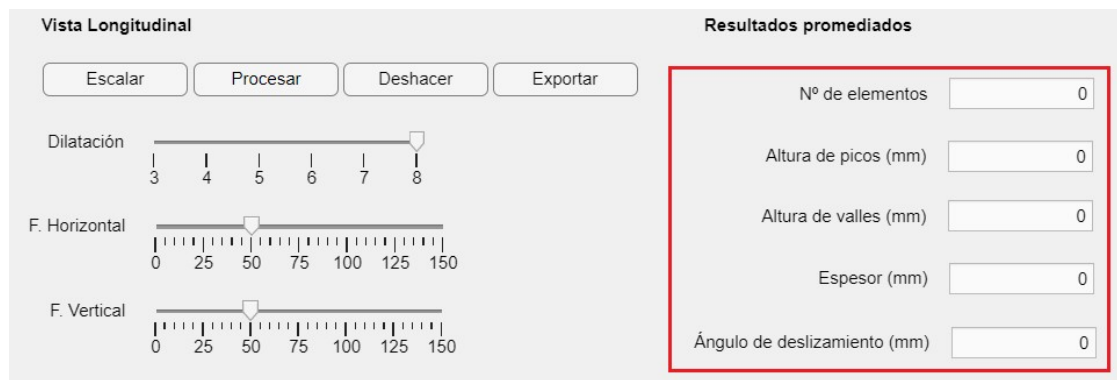 Vista Longitudinal
Escalar Procesar Deshacer Exportar
Dilatación
3 4 5 6 7 8
F. Horizontal
0 25 50 75 100 125 150
F. Vertical
0 25 50 75 100 125 150
Resultados promediados
Nº de elementos 0
Altura de picos (mm) 0
Altura de valles (mm) 0
Espesor (mm) 0
Ángulo de deslizamiento (mm) 0